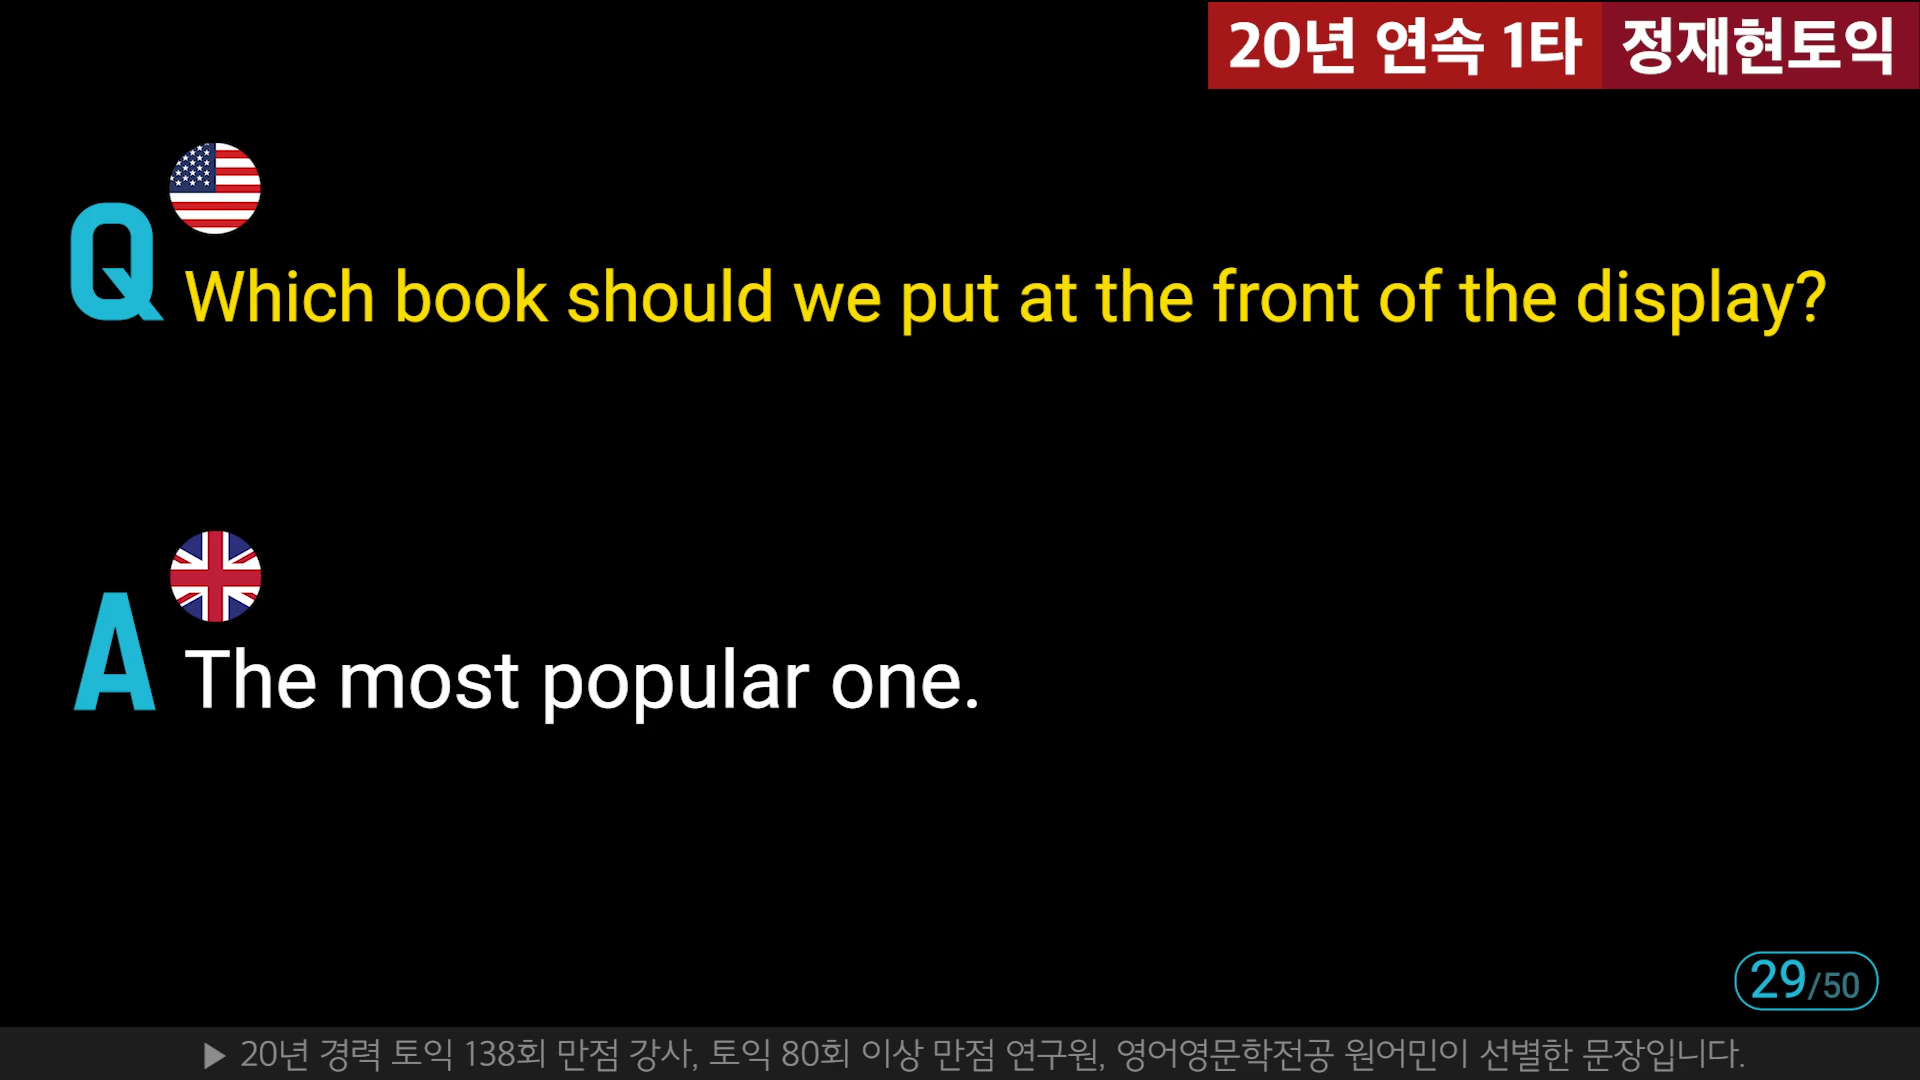 20년 연속 1타 정재현토익
Q Which book should we put at the front of the display?
A The most popular one.
29/50
▶ 20년 경력 토익 138회 만점 강사, 토익 80회 이상 만점 연구원, 영어영문학전공 원어민이 선별한 문장입니다.